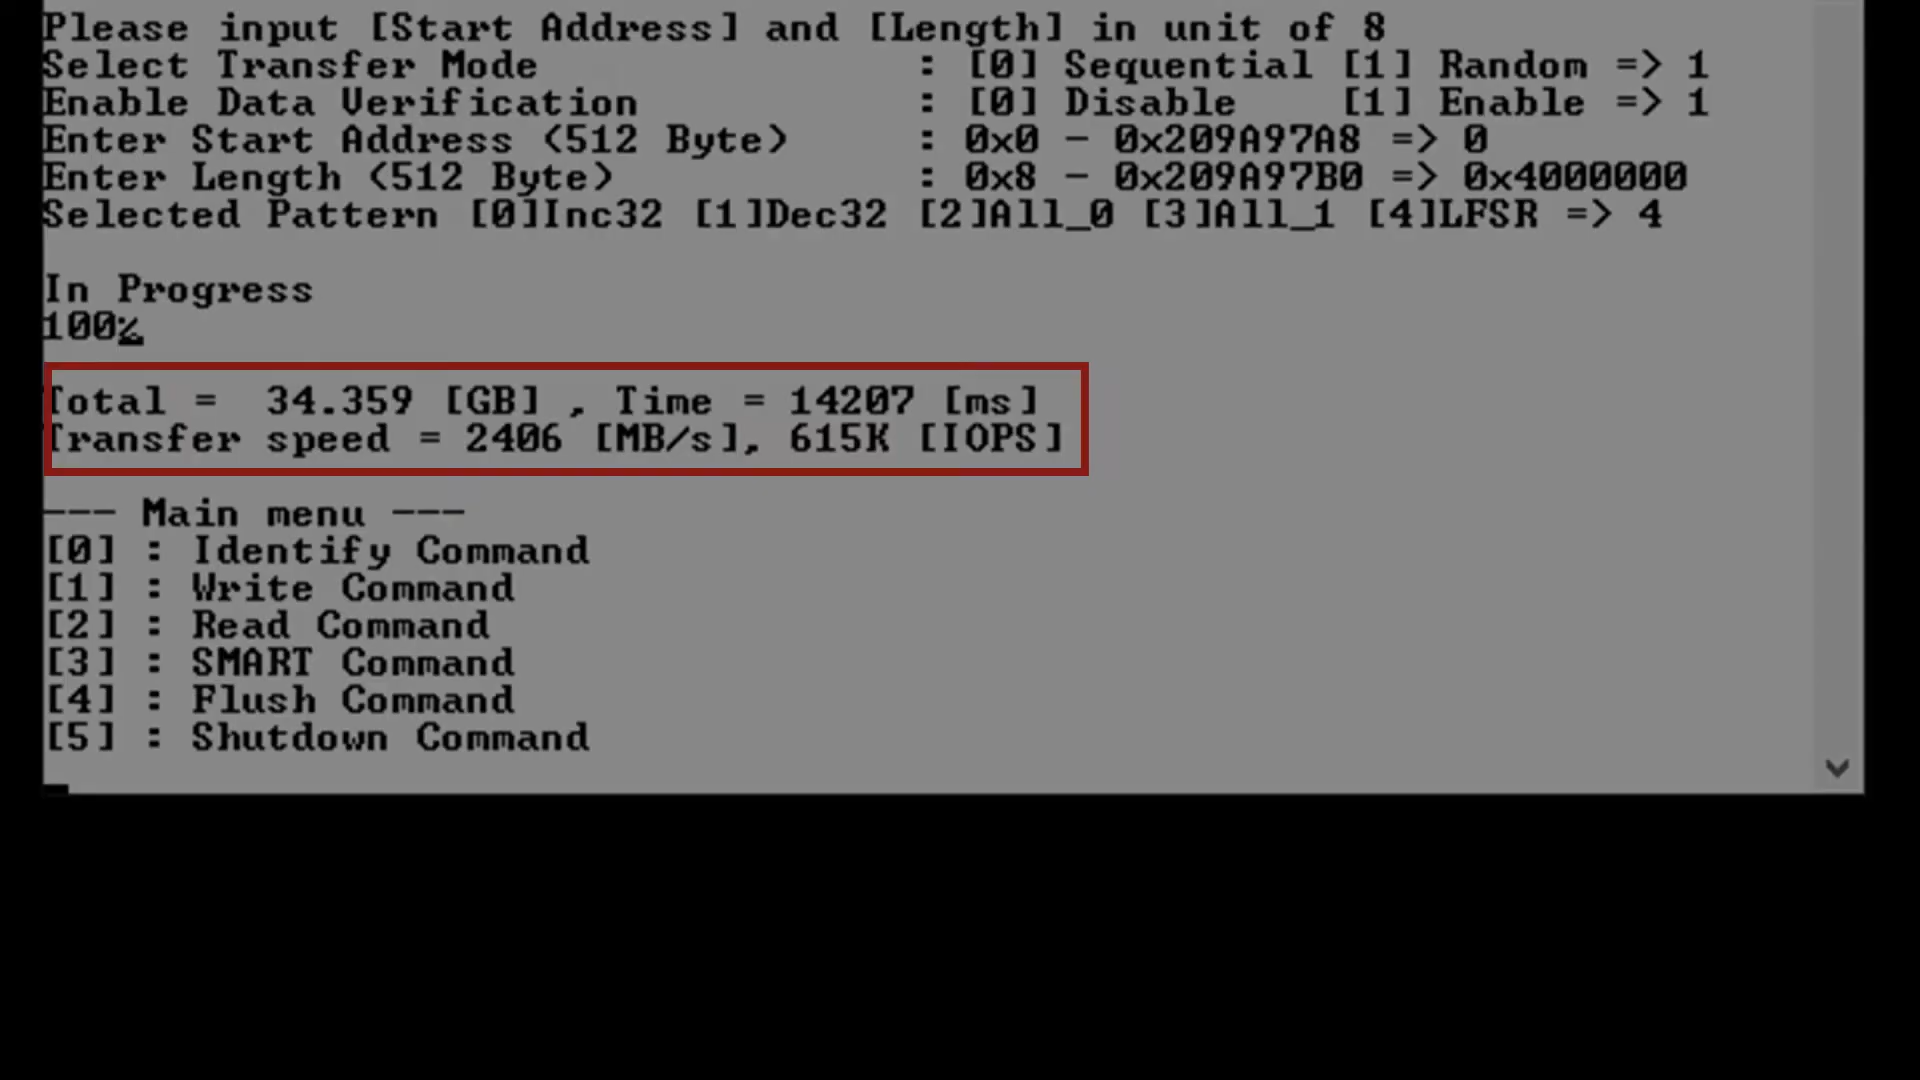 Please input [Start Address] and [Length] in unit of 8
Select Transfer Mode : [0] Sequential [1] Random => 1
Enable Data Verification : [0] Disable [1] Enable => 1
Enter Start Address (512 Byte) : 0x0 - 0x209A97A8 => 0
Enter Length (512 Byte) : 0x8 - 0x209A97B0 => 0x4000000
Selected Pattern [0]Inc32 [1]Dec32 [2]All_0 [3]All_1 [4]LFSR => 4
In Progress
100%
Total = 34.359 [GB] , Time = 14207 [ms]
Transfer speed = 2406 [MB/s], 615K [IOPS]
--- Main menu ---
[0] : Identify Command
[1] : Write Command
[2] : Read Command
[3] : SMART Command
[4] : Flush Command
[5] : Shutdown Command